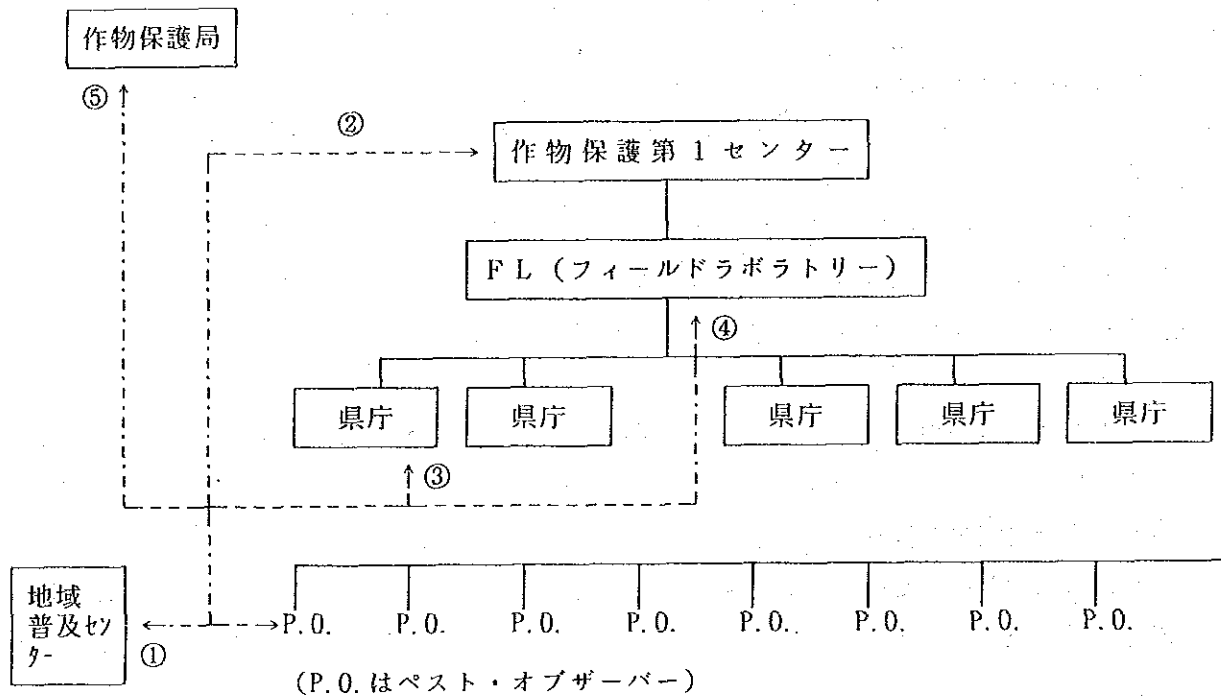 作物保護局
⑤
②
作物保護第1センター
FL(フィールドラボラトリー)
④
県庁 県庁 県庁 県庁 県庁
③
地域
普及セン
ター
①
P.O. P.O. P.O. P.O. P.O. P.O. P.O. P.O.
(P.O.はペスト・オブザーバー)